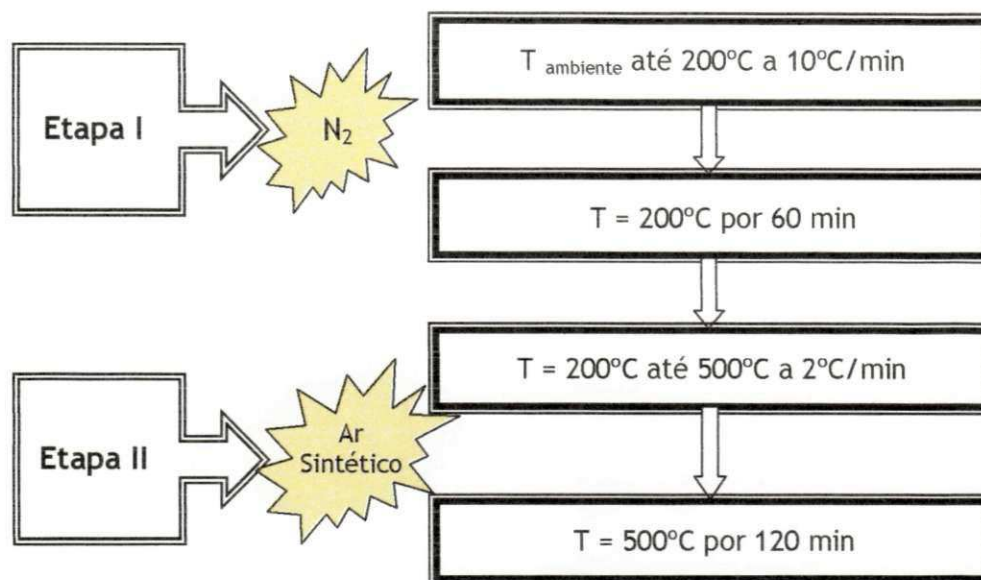 Etapa I
N₂
T ambiente até 200ºC a 10ºC/min
T = 200ºC por 60 min
Etapa II
Ar
Sintético
T = 200ºC até 500ºC a 2ºC/min
T = 500ºC por 120 min